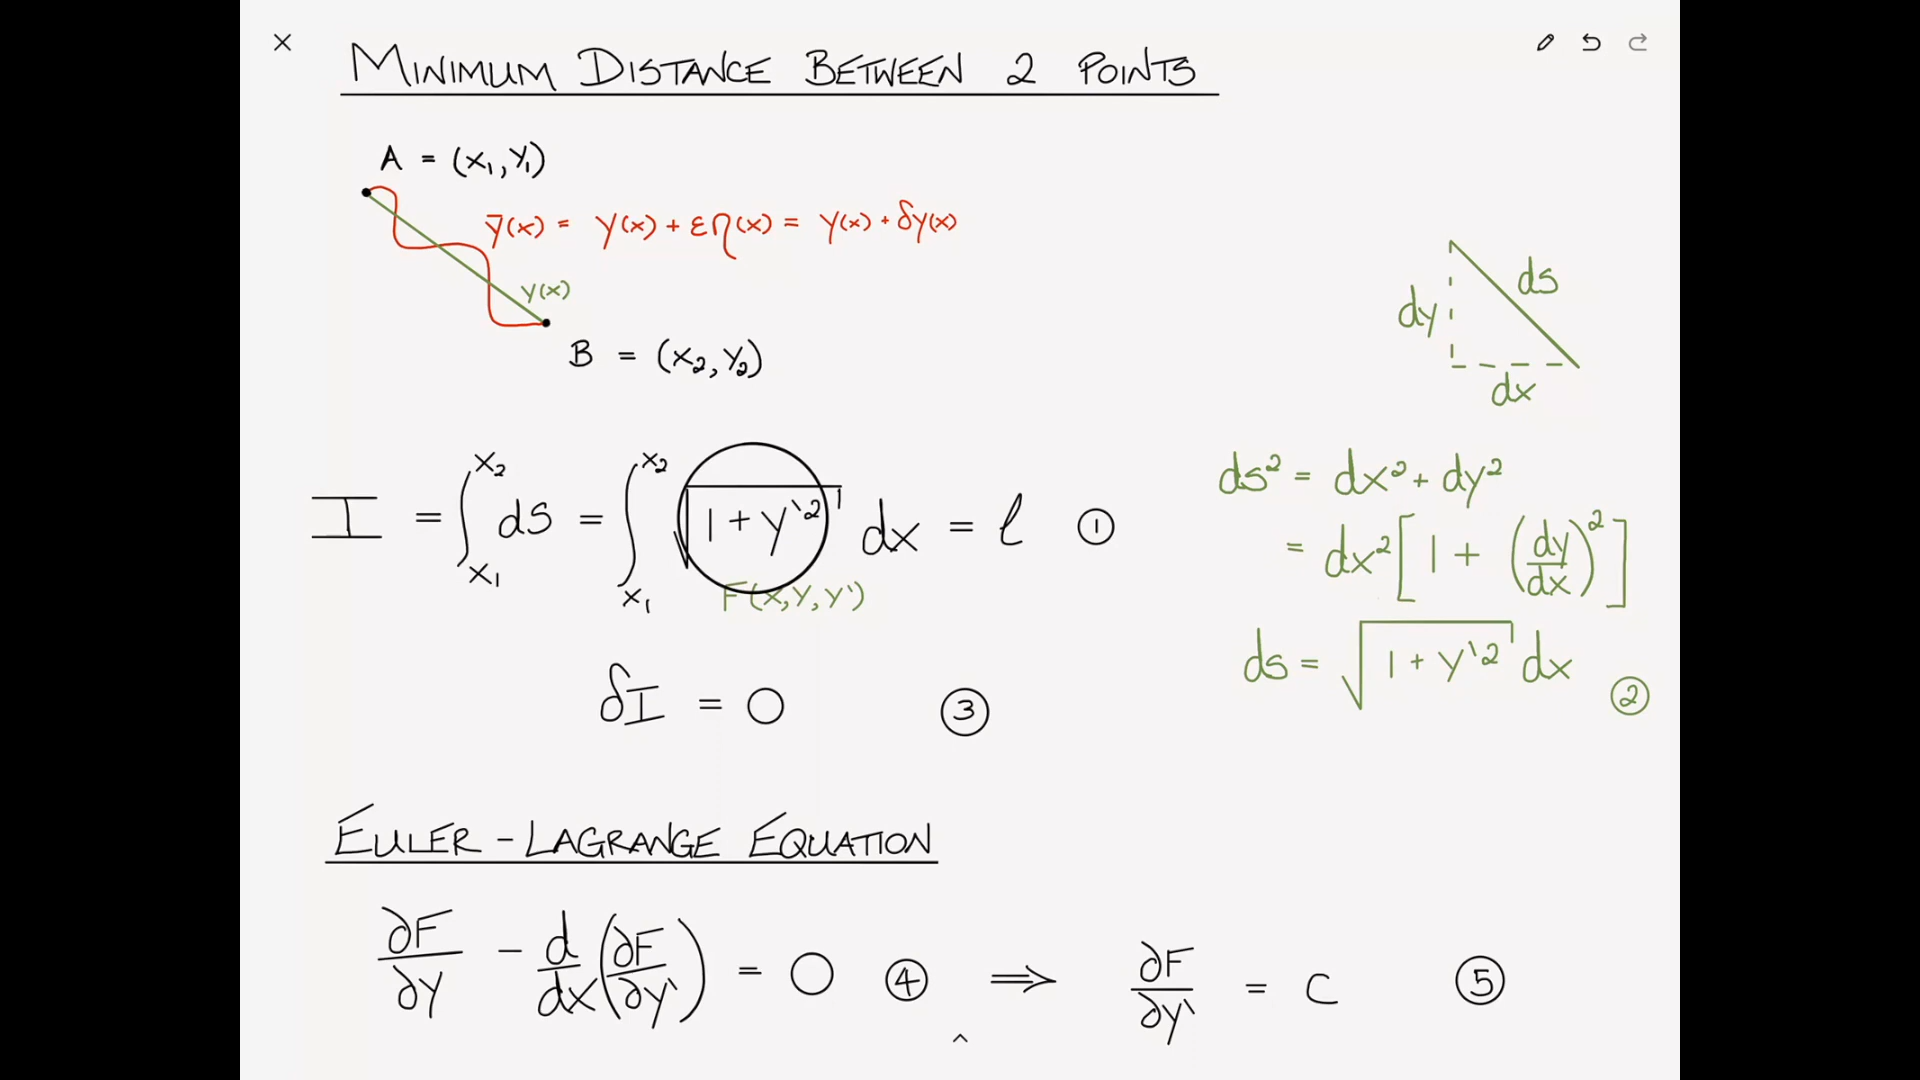 MINIMUM DISTANCE BETWEEN 2 POINTS
A = (x₁, y₁)
ȳ(x) = y(x) + εη(x) = y(x) + δy(x)
y(x)
B = (x₂, y₂)
ds
dy
dx
I = ∫ₓ₁ˣ² ds = ∫ₓ₁ˣ² √(1 + y'²) dx = l ①
F(x, y, y')
ds² = dx² + dy²
= dx² [1 + (dy/dx)²]
ds = √(1 + y'²) dx ②
δI = 0 ③
EULER - LAGRANGE EQUATION
∂F/∂y - d/dx (∂F/∂y') = 0 ④ ⇒ ∂F/∂y' = C ⑤